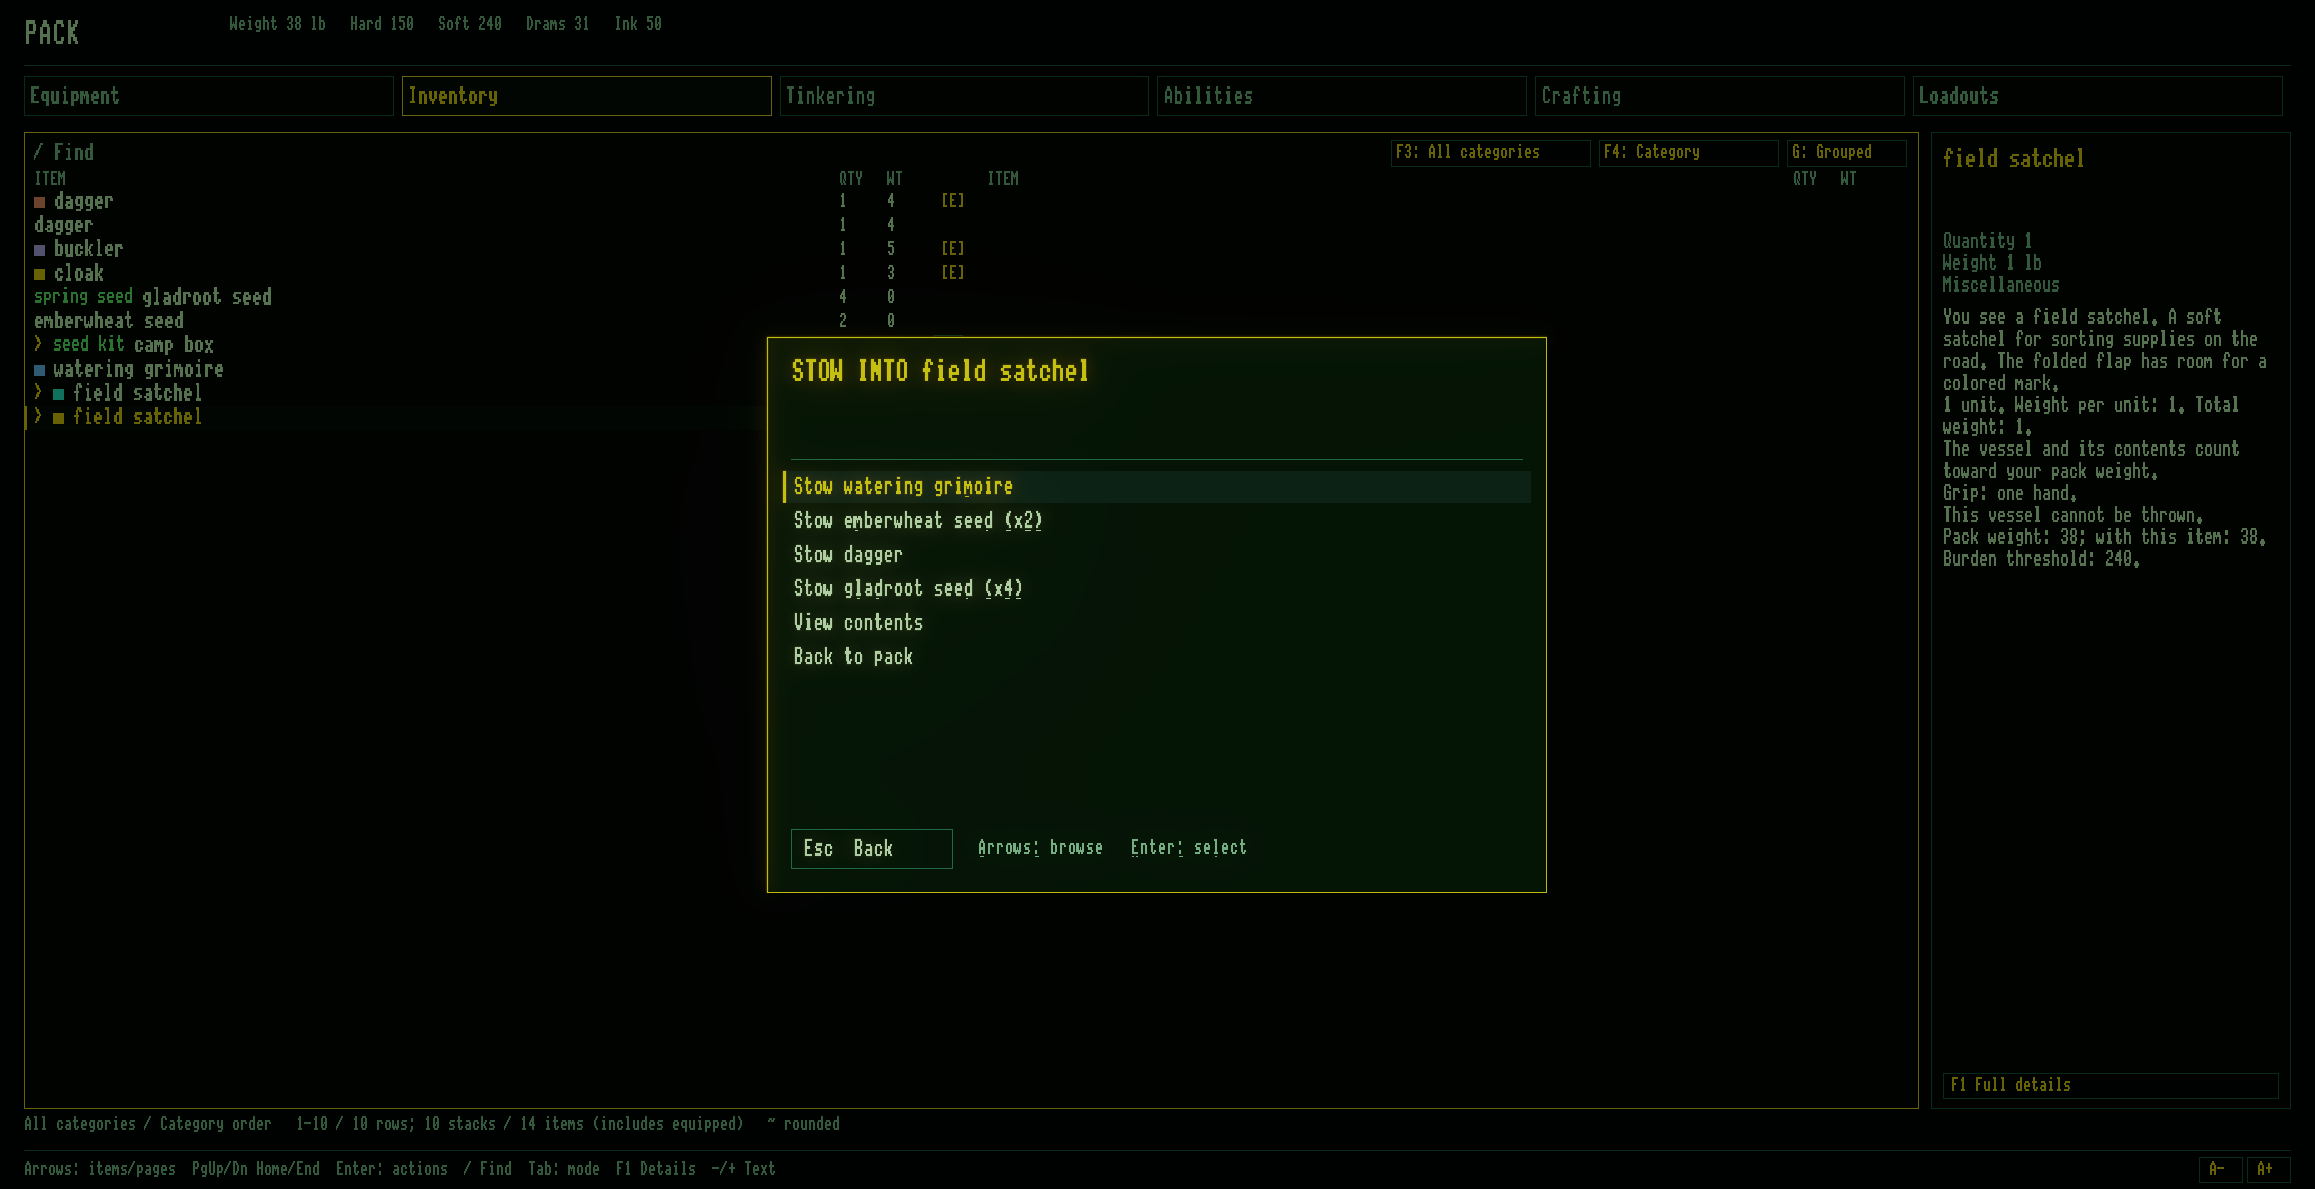 PACK Weight 38 lb Hard 150 Soft 240 Drams 31 Ink 50
Equipment Inventory Tinkering Abilities Crafting Loadouts
/ Find F3: All categories F4: Category G: Grouped
ITEM QTY WT ITEM QTY WT
dagger 1 4 [E]
dagger 1 4
buckler 1 5 [E]
cloak 1 3 [E]
spring seed gladroot seed 4 0
emberwheat seed 2 0
> seed kit camp box
watering grimoire
> field satchel
> field satchel
STOW INTO field satchel
Stow watering grimoire
Stow emberwheat seed (x2)
Stow dagger
Stow gladroot seed (x4)
View contents
Back to pack
Esc Back Arrows: browse Enter: select
field satchel
Quantity 1
Weight 1 lb
Miscellaneous
You see a field satchel. A soft
satchel for sorting supplies on the
road. The folded flap has room for a
colored mark.
1 unit. Weight per unit: 1. Total
weight: 1.
The vessel and its contents count
toward your pack weight.
Grip: one hand.
This vessel cannot be thrown.
Pack weight: 38; with this item: 38.
Burden threshold: 240.
F1 Full details
All categories / Category order 1-10 / 10 rows; 10 stacks / 14 items (includes equipped) ~ rounded
Arrows: items/pages PgUp/Dn Home/End Enter: actions / Find Tab: mode F1 Details -/+ Text A- A+